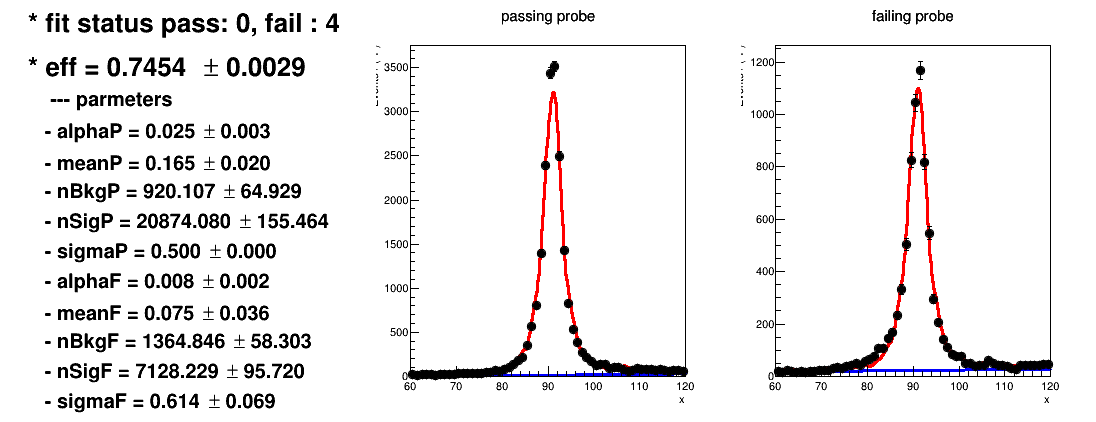 * fit status pass: 0, fail : 4
* eff = 0.7454 ± 0.0029
--- parmeters
- alphaP = 0.025 ± 0.003
- meanP = 0.165 ± 0.020
- nBkgP = 920.107 ± 64.929
- nSigP = 20874.080 ± 155.464
- sigmaP = 0.500 ± 0.000
- alphaF = 0.008 ± 0.002
- meanF = 0.075 ± 0.036
- nBkgF = 1364.846 ± 58.303
- nSigF = 7128.229 ± 95.720
- sigmaF = 0.614 ± 0.069
passing probe
3500
3000
2500
2000
1500
1000
500
0
60 70 80 90 100 110 120
x
failing probe
1200
1000
800
600
400
200
0
60 70 80 90 100 110 120
x